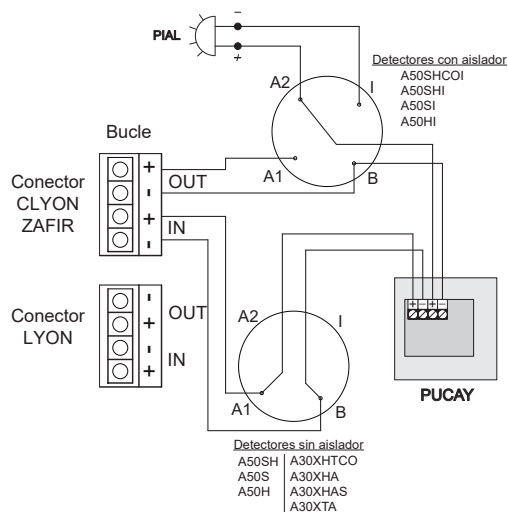 PIAL
-
+
Detectores con aislador
A50SHCOI
A50SHI
A50SI
A50HI
A2
I
A1
B
Bucle
Conector
CLYON
ZAFIR
+
-
+
-
OUT
IN
Conector
LYON
-
+
-
+
OUT
IN
A2
I
A1
B
+ - + -
PUCAY
Detectores sin aislador
A50SH
A50S
A50H
A30XHTCO
A30XHA
A30XHAS
A30XTA